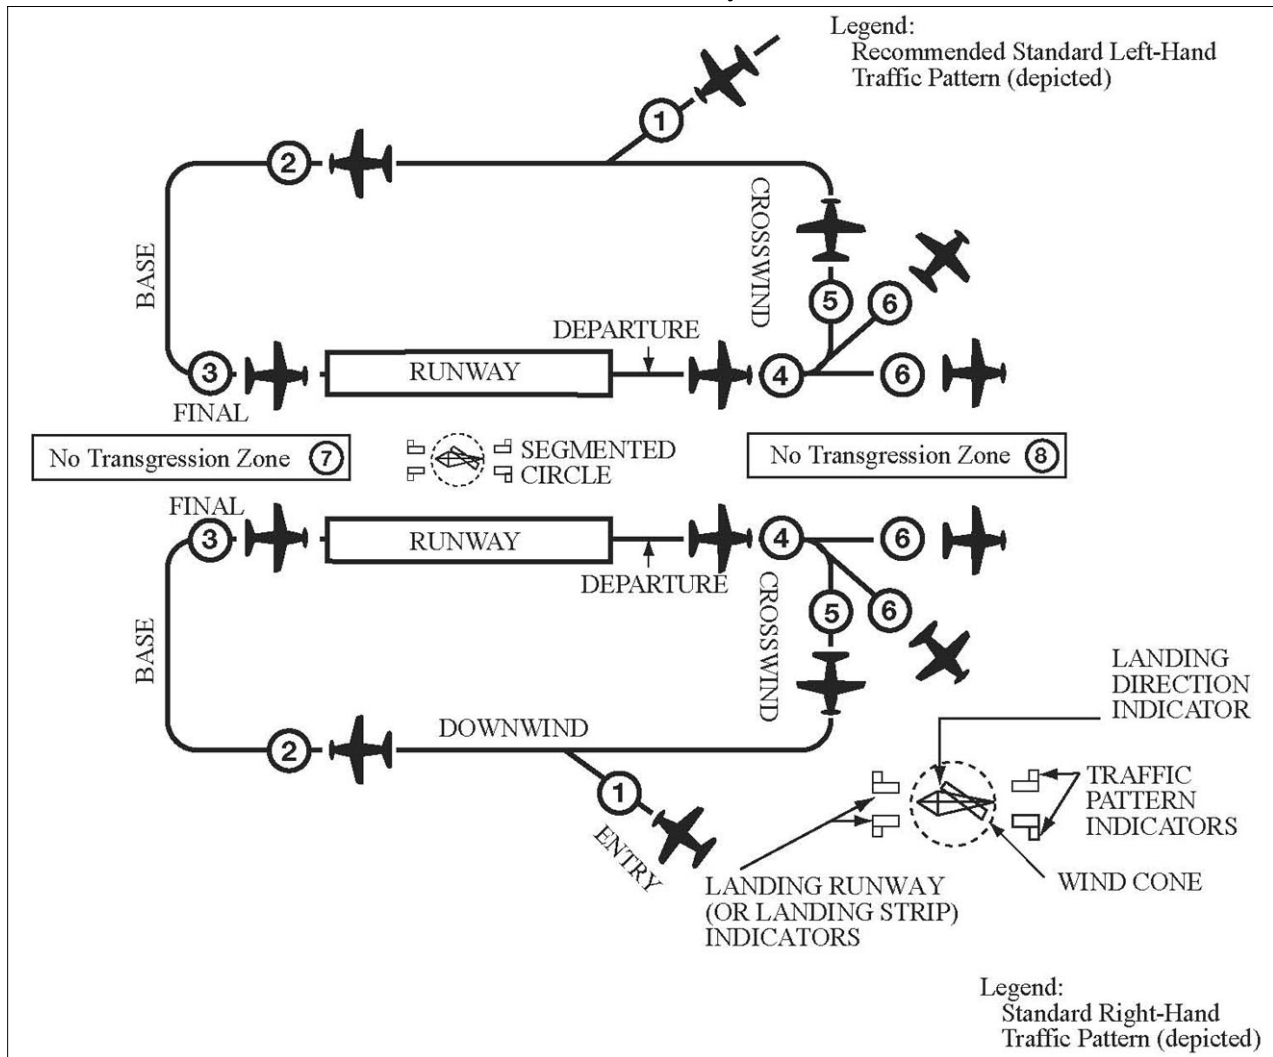 Legend:
Recommended Standard Left-Hand
Traffic Pattern (depicted)
1
2
CROSSWIND
BASE
5
6
DEPARTURE
3
RUNWAY
4
6
FINAL
No Transgression Zone 7
SEGMENTED
CIRCLE
No Transgression Zone 8
FINAL
3
RUNWAY
4
6
DEPARTURE
CROSSWIND
5
6
BASE
LANDING
DIRECTION
INDICATOR
DOWNWIND
2
1
ENTRY
TRAFFIC
PATTERN
INDICATORS
WIND CONE
LANDING RUNWAY
(OR LANDING STRIP)
INDICATORS
Legend:
Standard Right-Hand
Traffic Pattern (depicted)